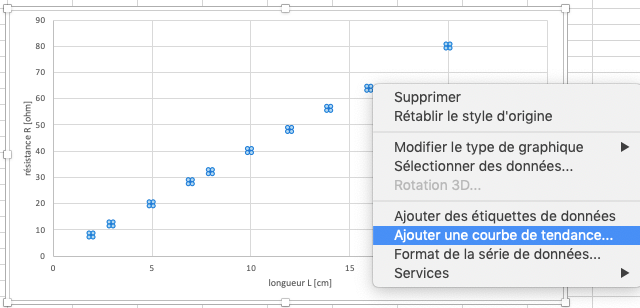 90
80
70
60
50
40
30
20
10
0
résistance R [ohm]
0 5 10 15
longueur L [cm]
Supprimer
Rétablir le style d'origine
Modifier le type de graphique
Sélectionner des données...
Rotation 3D...
Ajouter des étiquettes de données
Ajouter une courbe de tendance...
Format de la série de données...
Services